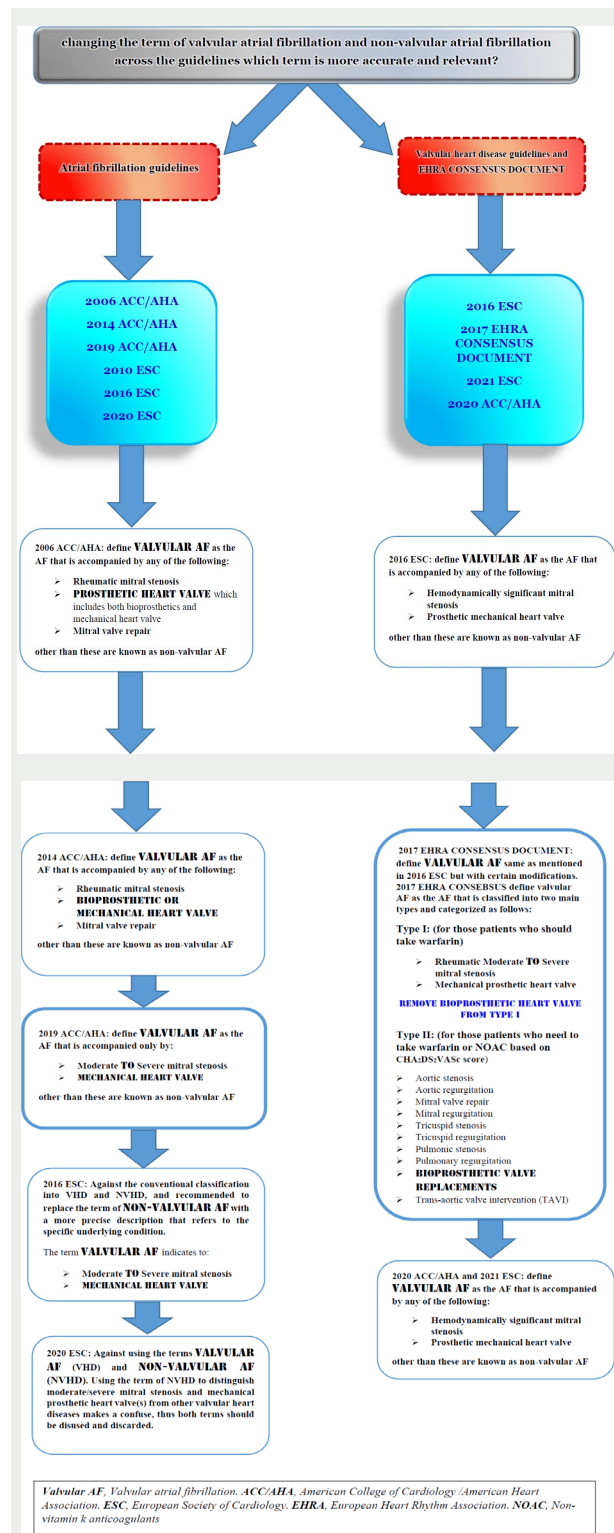 changing the term of valvular atrial fibrillation and non-valvular atrial fibrillation
across the guidelines which term is more accurate and relevant?
Atrial fibrillation guidelines
Valvular heart disease guidelines and
EHRA CONSENSUS DOCUMENT
2006 ACC/AHA
2014 ACC/AHA
2019 ACC/AHA
2010 ESC
2016 ESC
2020 ESC
2016 ESC
2017 EHRA
CONSENSUS
DOCUMENT
2021 ESC
2020 ACC/AHA
2006 ACC/AHA: define VALVULAR AF as the
AF that is accompanied by any of the following:
➢ Rheumatic mitral stenosis
➢ PROSTHETIC HEART VALVE which
includes both bioprosthetics and
mechanical heart valve
➢ Mitral valve repair
other than these are known as non-valvular AF
2016 ESC: define VALVULAR AF as the AF that
is accompanied by any of the following:
➢ Hemodynamically significant mitral
stenosis
➢ Prosthetic mechanical heart valve
other than these are known as non-valvular AF
2014 ACC/AHA: define VALVULAR AF as the
AF that is accompanied by any of the following:
➢ Rheumatic mitral stenosis
➢ BIOPROSTHETIC OR
MECHANICAL HEART VALVE
➢ Mitral valve repair
other than these are known as non-valvular AF
2019 ACC/AHA: define VALVULAR AF as the
AF that is accompanied only by:
➢ Moderate TO Severe mitral stenosis
➢ MECHANICAL HEART VALVE
other than these are known as non-valvular AF
2016 ESC: Against the conventional classification
into VHD and NVHD, and recommended to
replace the term of NON-VALVULAR AF with
a more precise description that refers to the
specific underlying condition.
The term VALVULAR AF indicates to:
➢ Moderate TO Severe mitral stenosis
➢ MECHANICAL HEART VALVE
2020 ESC: Against using the terms VALVULAR
AF (VHD) and NON-VALVULAR AF
(NVHD). Using the term of NVHD to distinguish
moderate/severe mitral stenosis and mechanical
prosthetic heart valve(s) from other valvular heart
diseases makes a confuse, thus both terms should
be disused and discarded.
2017 EHRA CONSENSUS DOCUMENT:
define VALVULAR AF same as mentioned
in 2016 ESC but with certain modifications.
2017 EHRA CONSEBSUS define valvular
AF as the AF that is classified into two main
types and categorized as follows:
Type I: (for those patients who should
take warfarin)
➢ Rheumatic Moderate TO Severe
mitral stenosis
➢ Mechanical prosthetic heart valve
REMOVE BIOPROSTHETIC HEART VALVE
FROM TYPE I
Type II: (for those patients who need to
take warfarin or NOAC based on
CHA2DS2VASc score)
➢ Aortic stenosis
➢ Aortic regurgitation
➢ Mitral valve repair
➢ Mitral regurgitation
➢ Tricuspid stenosis
➢ Tricuspid regurgitation
➢ Pulmonic stenosis
➢ Pulmonary regurgitation
➢ BIOPROSTHETIC VALVE
REPLACEMENTS
➢ Trans-aortic valve intervention (TAVI)
2020 ACC/AHA and 2021 ESC: define
VALVULAR AF as the AF that is accompanied
by any of the following:
➢ Hemodynamically significant mitral
stenosis
➢ Prosthetic mechanical heart valve
other than these are known as non-valvular AF
Valvular AF, Valvular atrial fibrillation. ACC/AHA, American College of Cardiology /American Heart
Association. ESC, European Society of Cardiology. EHRA, European Heart Rhythm Association. NOAC, Non-
vitamin k anticoagulants